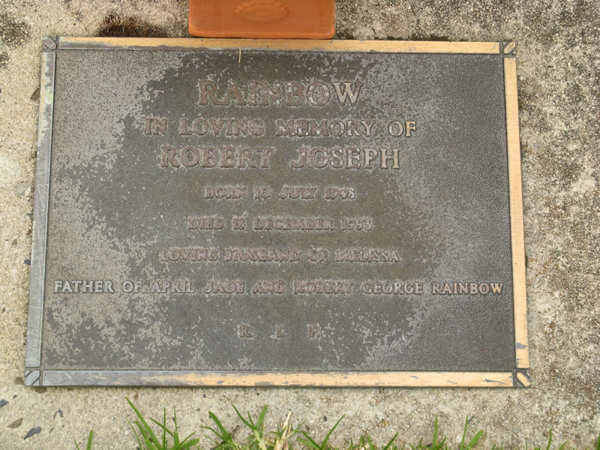 RAINBOW
IN LOVING MEMORY OF
ROBERT JOSEPH
BORN 10 JULY
DIED DECEMBER
LOVING HUSBAND OF MELISSA
FATHER OF APRIL JADE AND ROBERT GEORGE RAINBOW
R. I. P.